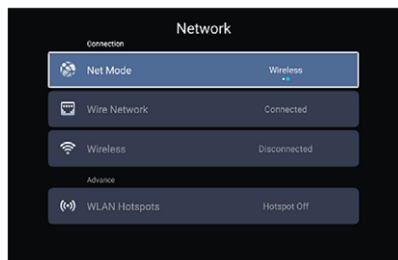 Network
Connection
Net Mode Wireless
Wire Network Connected
Wireless Disconnected
Advance
WLAN Hotspots Hotspot Off